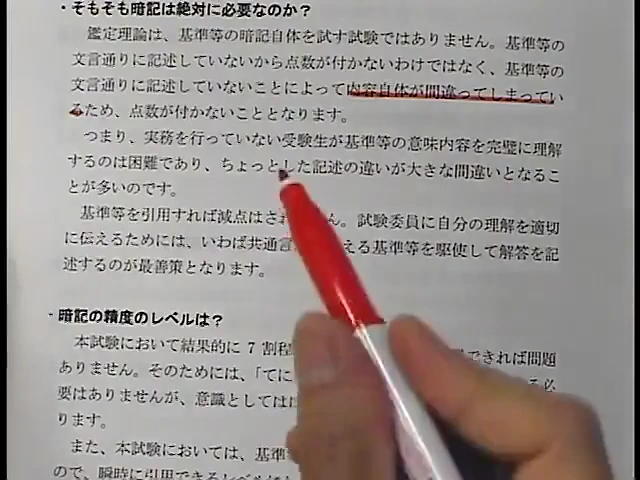 ・そもそも暗記は絶対に必要なのか？
鑑定理論は、基準等の暗記自体を試す試験ではありません。基準等の
文言通りに記述していないから点数が付かないわけではなく、基準等の
文言通りに記述していないことによって内容自体が間違ってしまってい
るため、点数が付かないこととなります。
つまり、実務を行っていない受験生が基準等の意味内容を完璧に理解
するのは困難であり、ちょっとした記述の違いが大きな間違いとなるこ
とが多いのです。
基準等を引用すれば減点はされ ん。試験委員に自分の理解を適切
に伝えるためには、いわば共通言 える基準等を駆使して解答を記
述するのが最善策となります。
・暗記の精度のレベルは？
本試験において結果的に7割程 できれば問題
ありません。そのためには、「てに る必
要はありませんが、意識としては
ります。
また、本試験においては、基準
ので、瞬時に引用できるレベル